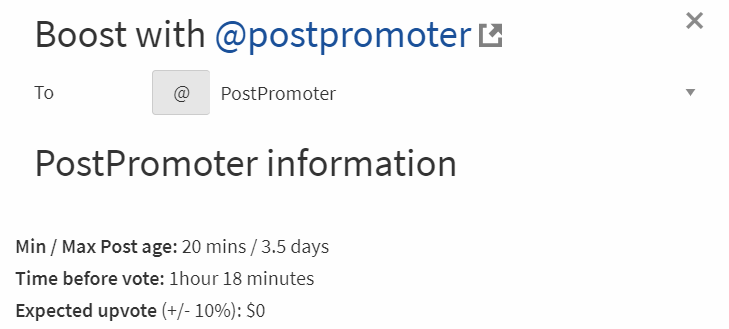 Boost with @postpromoter
To @ PostPromoter
PostPromoter information
Min / Max Post age: 20 mins / 3.5 days
Time before vote: 1hour 18 minutes
Expected upvote (+/- 10%): $0